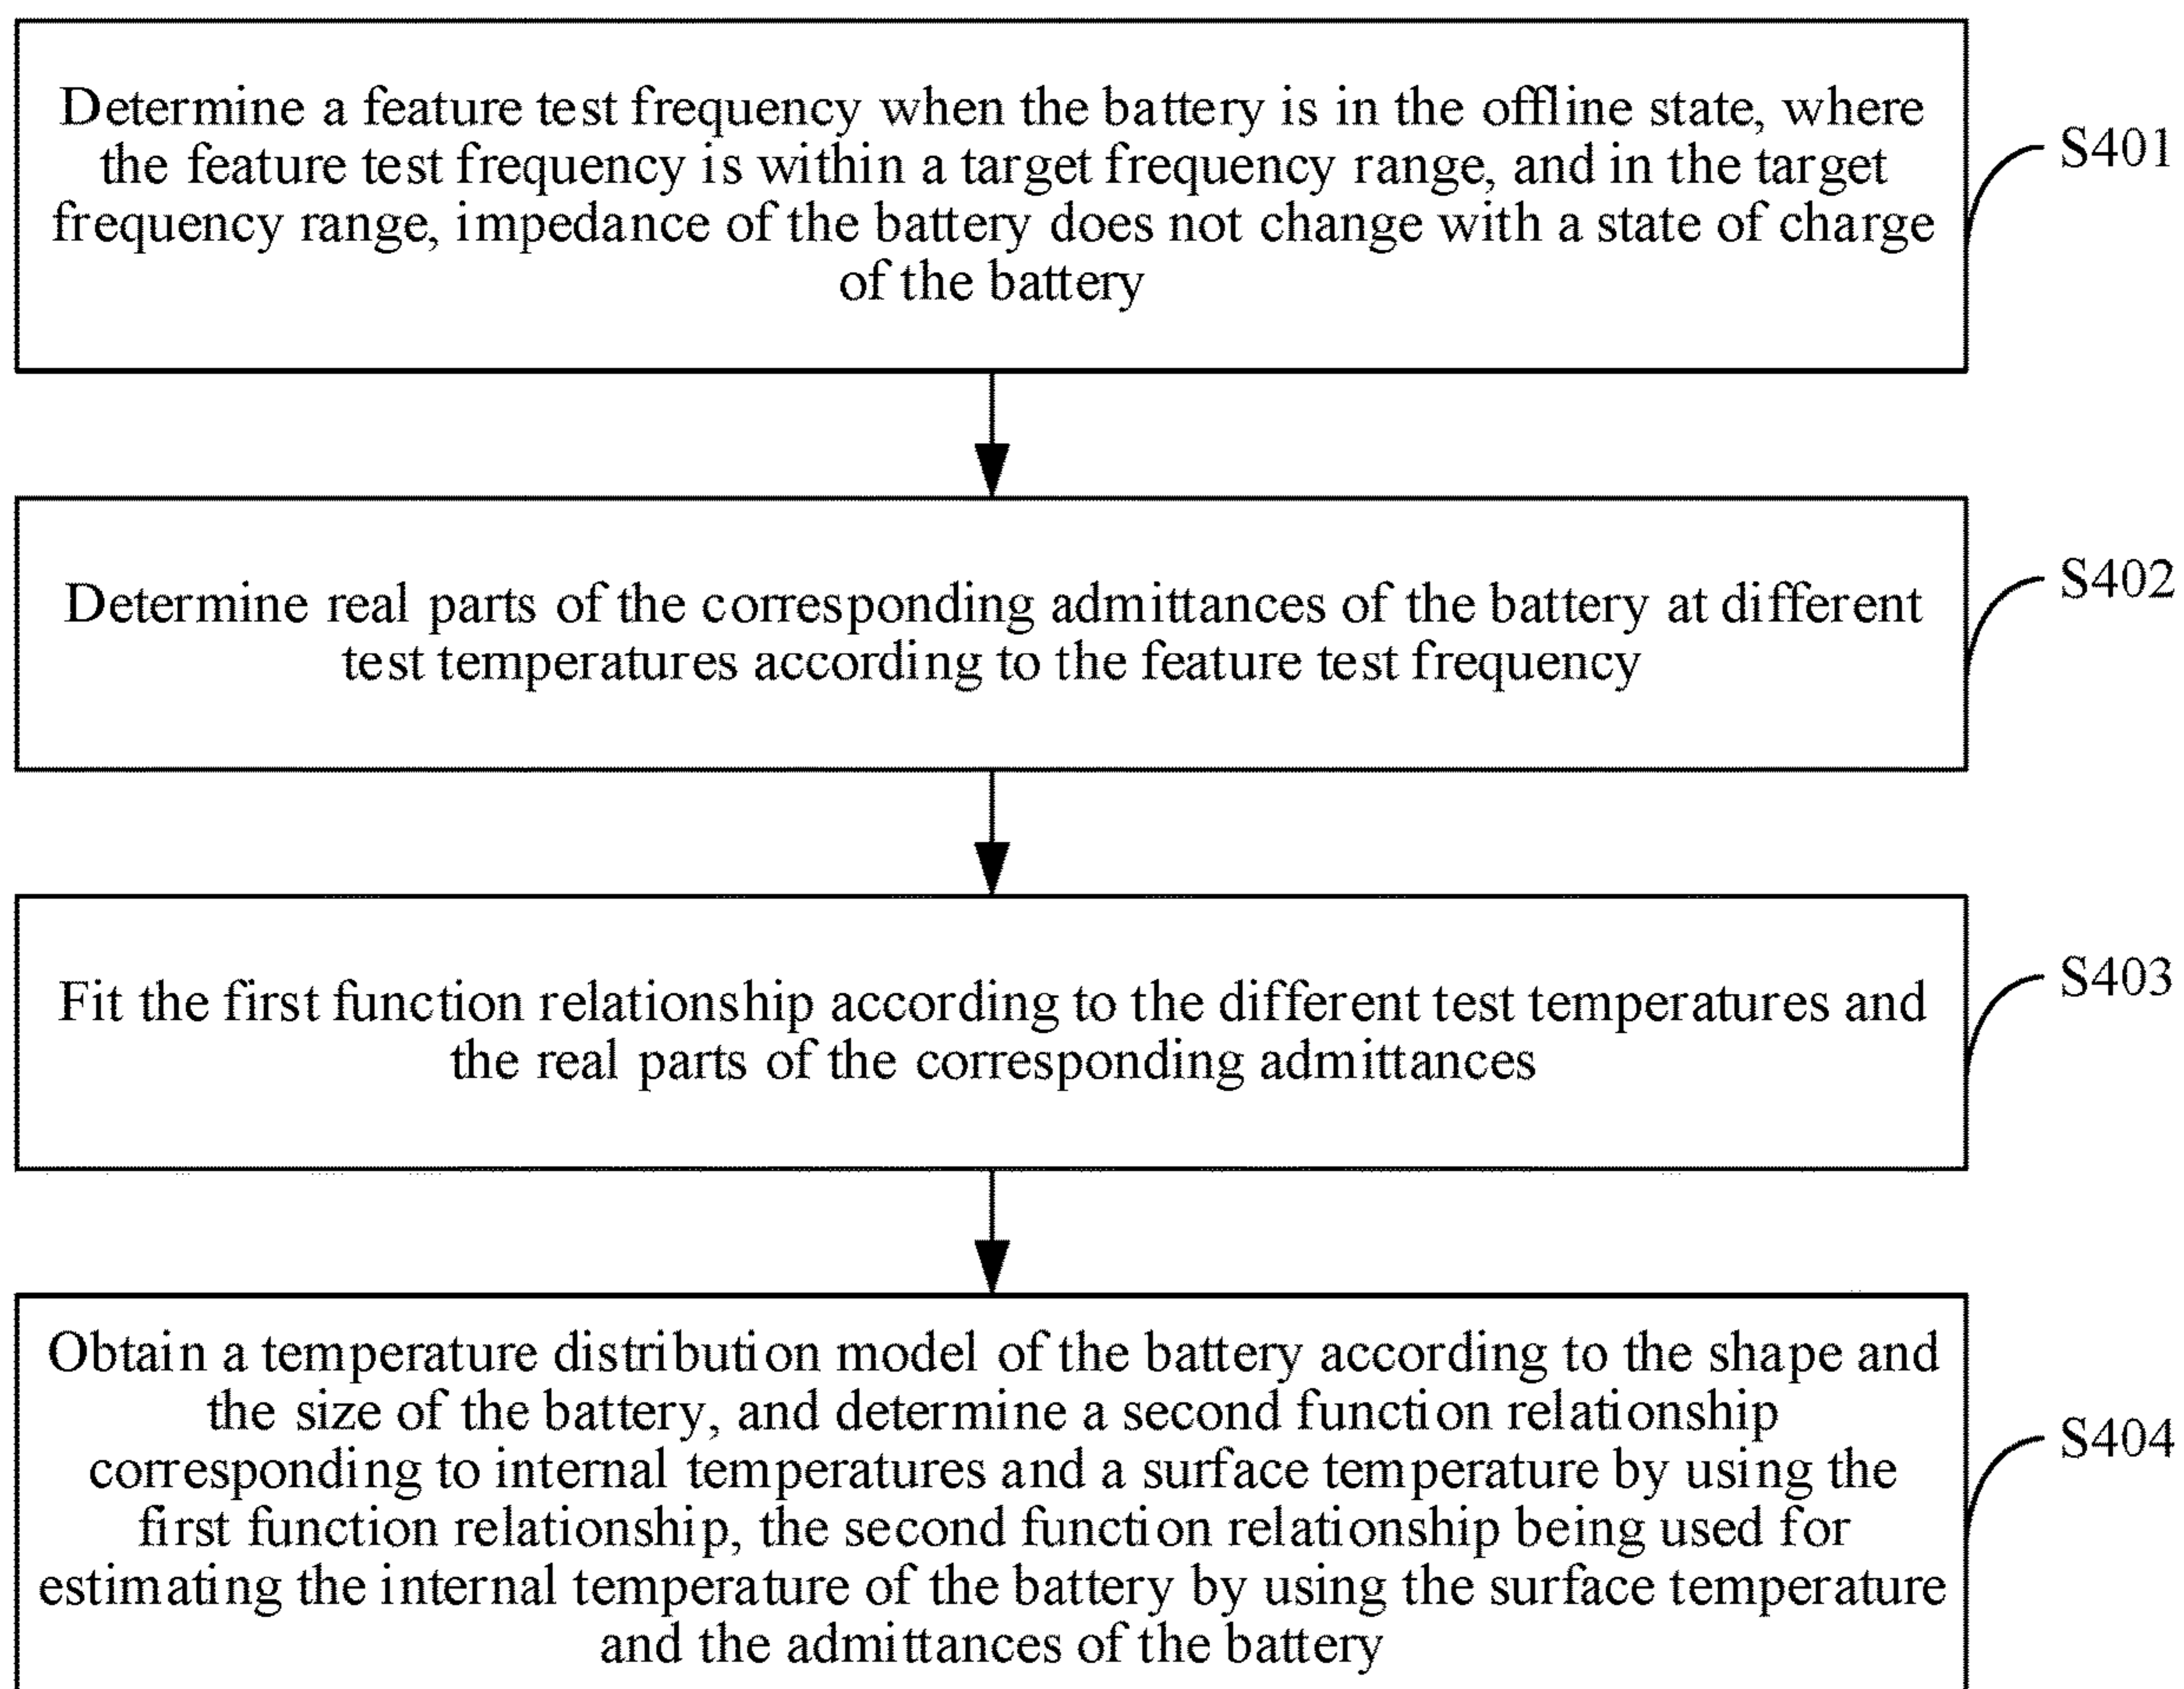 Determine a feature test frequency when the battery is in the offline state, where
the feature test frequency is within a target frequency range, and in the target
frequency range, impedance of the battery does not change with a state of charge
of the battery
S401
Determine real parts of the corresponding admittances of the battery at different
test temperatures according to the feature test frequency
S402
Fit the first function relationship according to the different test temperatures and
the real parts of the corresponding admittances
S403
Obtain a temperature distribution model of the battery according to the shape and
the size of the battery, and determine a second function relationship
corresponding to internal temperatures and a surface temperature by using the
first function relationship, the second function relationship being used for
estimating the internal temperature of the battery by using the surface temperature
and the admittances of the battery
S404